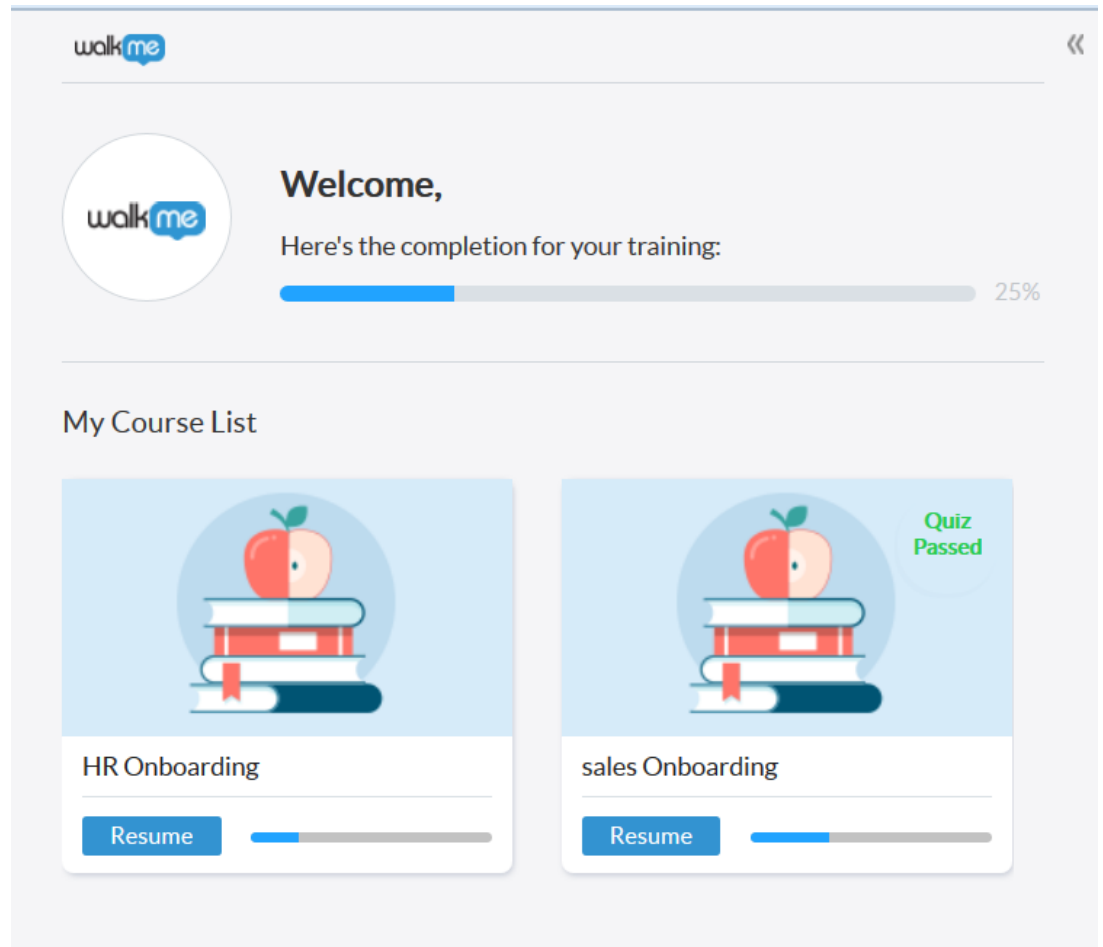 walkme
walkme
Welcome,
Here's the completion for your training:
25%
My Course List
Quiz
Passed
HR Onboarding
sales Onboarding
Resume
Resume